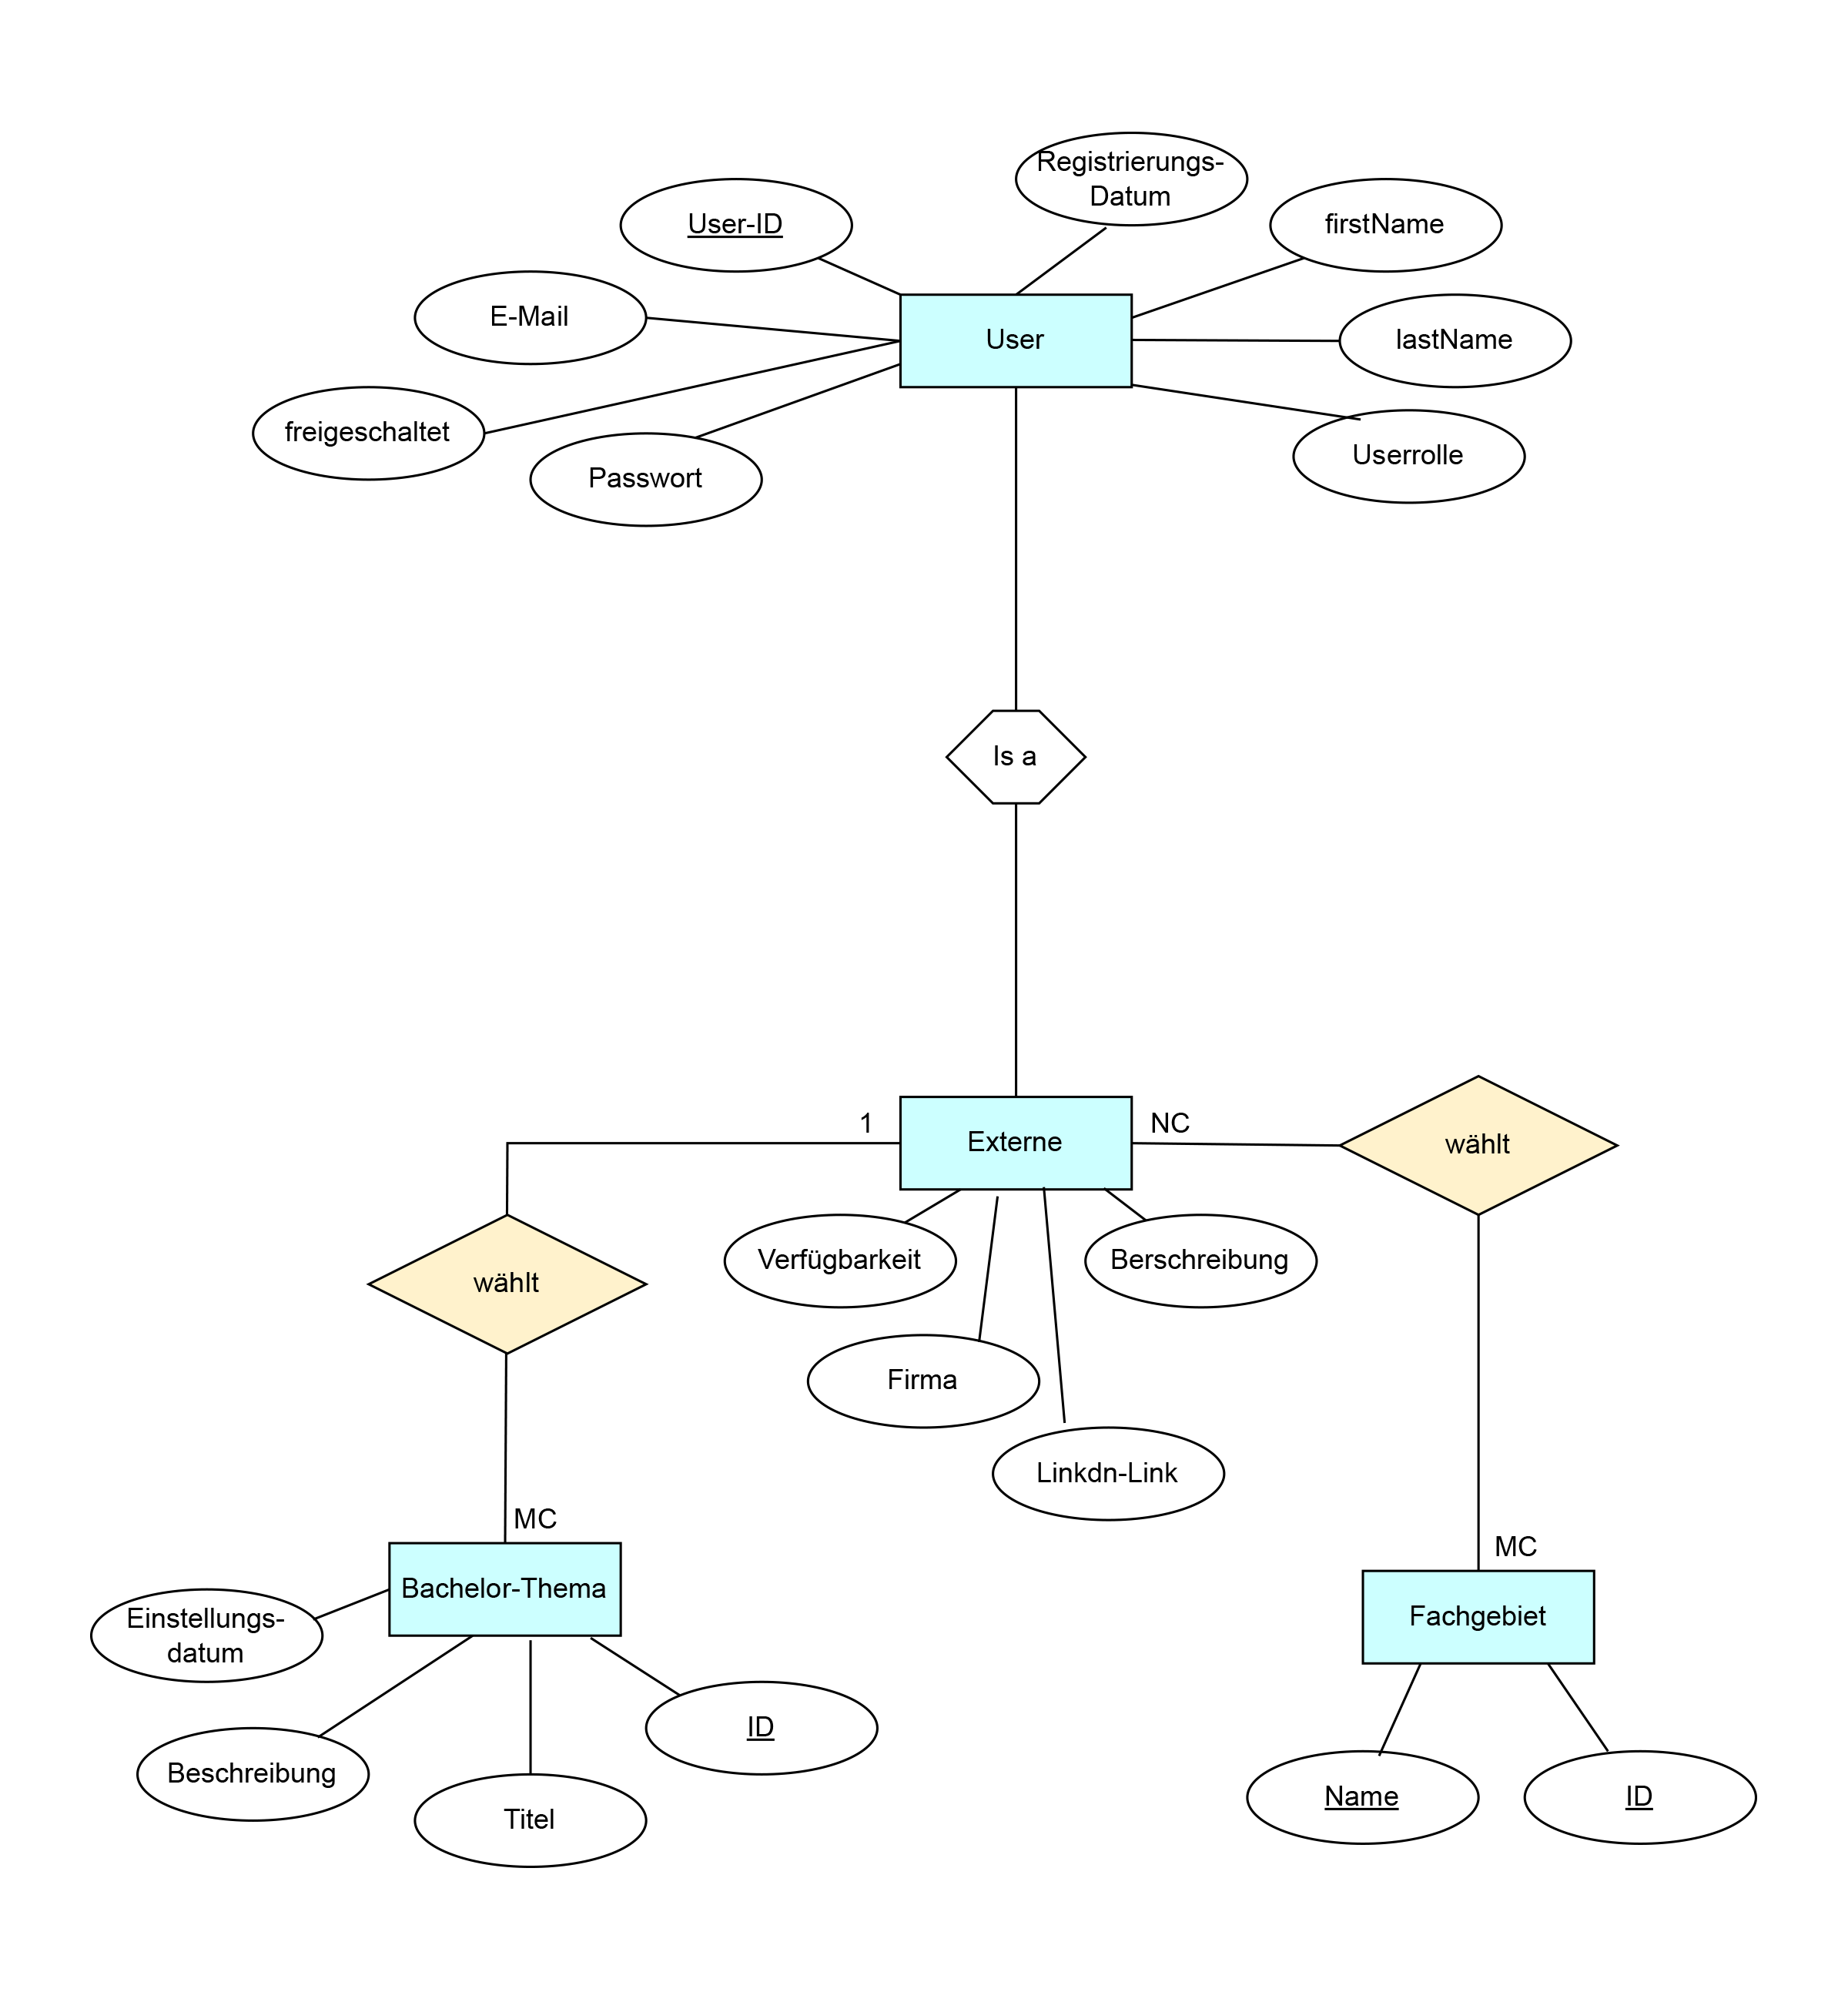 Registrierungs-
Datum
User-ID
firstName
E-Mail
User
lastName
freigeschaltet
Userrolle
Passwort
Is a
1
Externe
NC
wählt
wählt
Verfügbarkeit
Berschreibung
Firma
Linkdn-Link
MC
MC
Bachelor-Thema
Fachgebiet
Einstellungs-
datum
ID
Beschreibung
Titel
Name
ID